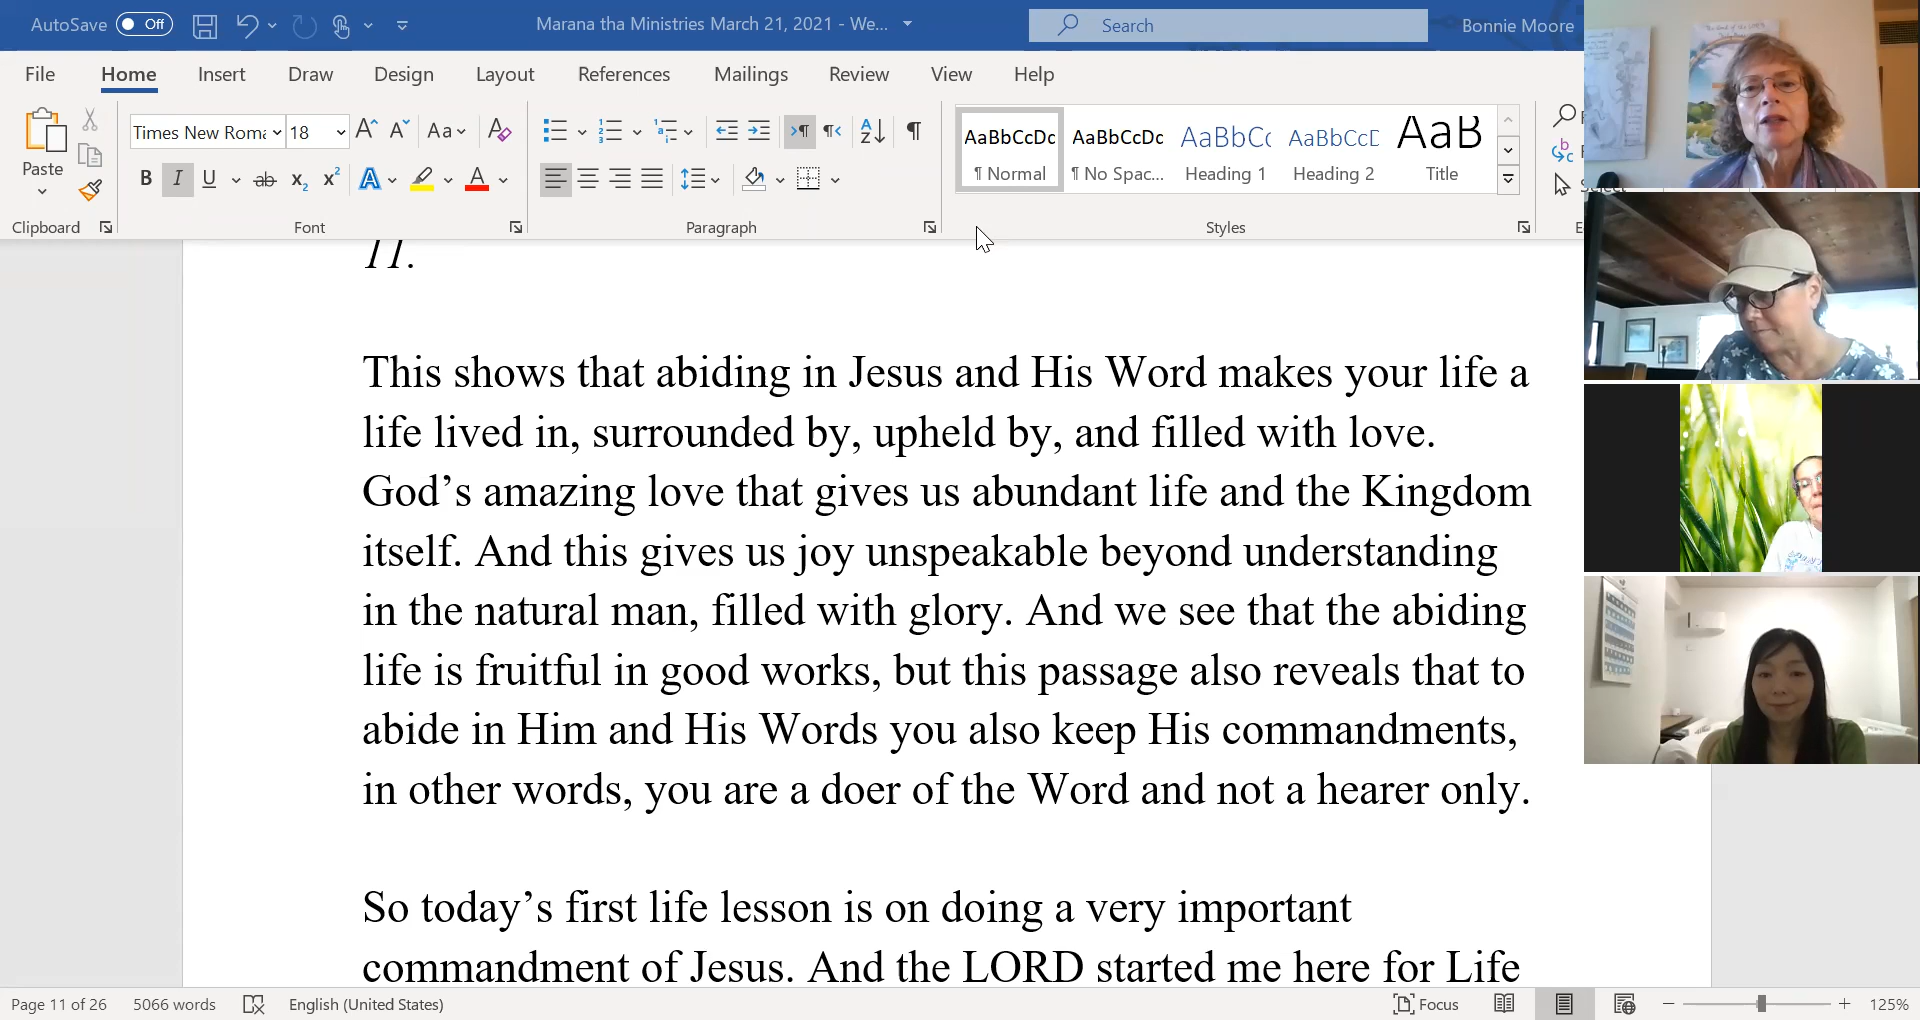 AutoSave Off Marana tha Ministries March 21, 2021 - We... Search Bonnie Moore
File Home Insert Draw Design Layout References Mailings Review View Help
Times New Roma 18 Aa
AaBbCcDc AaBbCcDc AaBbCc AaBbCcD AaB
Paste B I U ab x₂ x² A A
¶ Normal ¶ No Spac... Heading 1 Heading 2 Title
Clipboard Font Paragraph Styles
11.
This shows that abiding in Jesus and His Word makes your life a
life lived in, surrounded by, upheld by, and filled with love.
God’s amazing love that gives us abundant life and the Kingdom
itself. And this gives us joy unspeakable beyond understanding
in the natural man, filled with glory. And we see that the abiding
life is fruitful in good works, but this passage also reveals that to
abide in Him and His Words you also keep His commandments,
in other words, you are a doer of the Word and not a hearer only.
So today’s first life lesson is on doing a very important
commandment of Jesus. And the LORD started me here for Life
Page 11 of 26 5066 words English (United States) Focus 125%